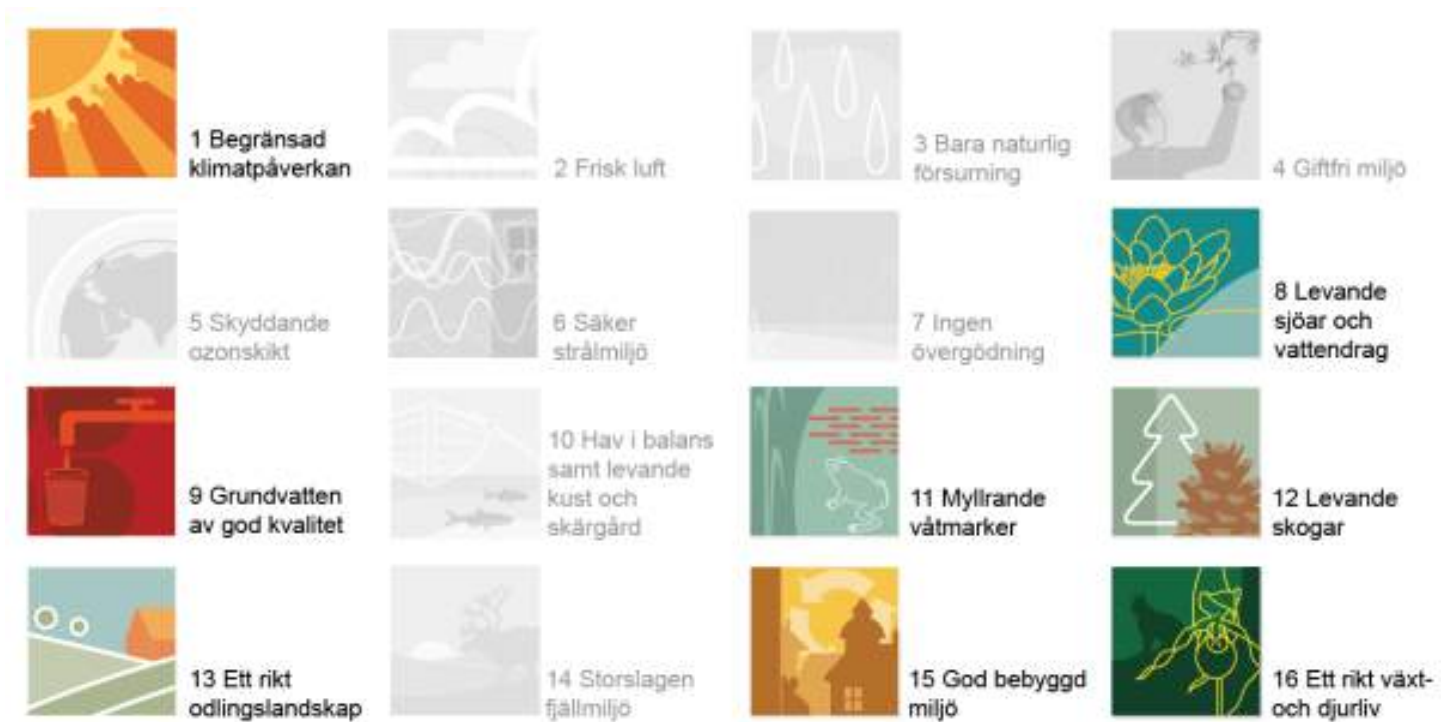 1 Begränsad
klimatpåverkan
2 Frisk luft
3 Bara naturlig
försurning
4 Giftfri miljö
5 Skyddande
ozonskikt
6 Säker
strålmiljö
7 Ingen
övergödning
8 Levande
sjöar och
vattendrag
9 Grundvatten
av god kvalitet
10 Hav i balans
samt levande
kust och
skärgård
11 Myllrande
våtmarker
12 Levande
skogar
13 Ett rikt
odlingslandskap
14 Storslagen
fjällmiljö
15 God bebyggd
miljö
16 Ett rikt växt-
och djurliv